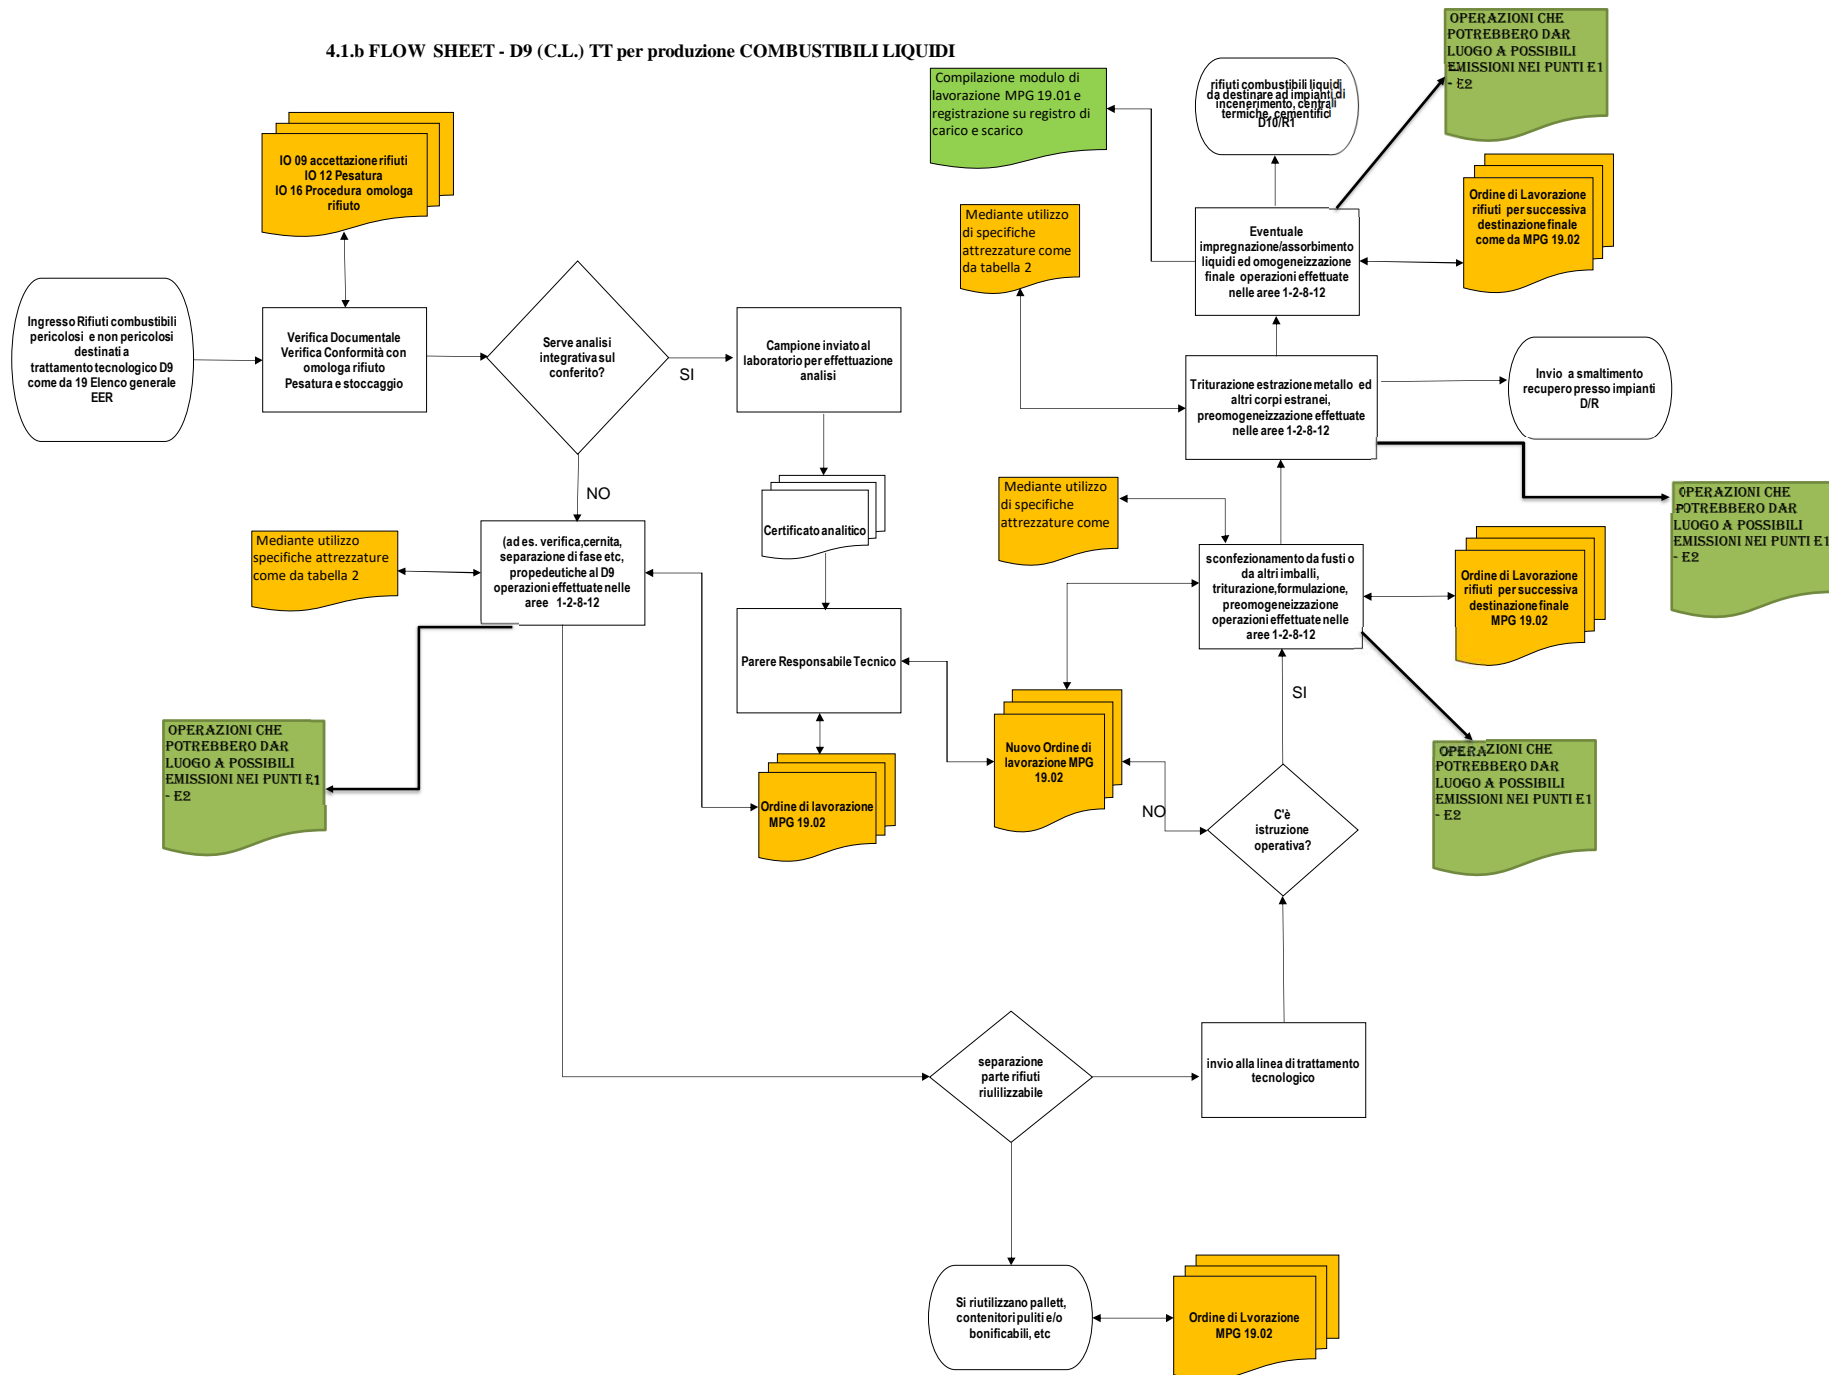 4.1.b FLOW SHEET - D9 (C.L.) TT per produzione COMBUSTIBILI LIQUIDI
OPERAZIONI CHE
POTREBBERO DAR
LUOGO A POSSIBILI
EMISSIONI NEI PUNTI E1
- E2
Compilazione modulo di
lavorazione MPG 19.01 e
registrazione su registro di
carico e scarico
rifiuti combustibili liquidi
da destinare ad impianti di
incenerimento, centrali
termiche, cementifici
D10/R1
IO 09 accettazione rifiuti
IO 12 Pesatura
IO 16 Procedura omologa
rifiuto
Mediante utilizzo
di specifiche
attrezzature come
da tabella 2
Eventuale
impregnazione/assorbimento
liquidi ed omogeneizzazione
finale operazioni effettuate
nelle aree 1-2-8-12
Ordine di Lavorazione
rifiuti per successiva
destinazione finale
come da MPG 19.02
Ingresso Rifiuti combustibili
pericolosi e non pericolosi
destinati a
trattamento tecnologico D9
come da 19 Elenco generale
EER
Verifica Documentale
Verifica Conformità con
omologa rifiuto
Pesatura e stoccaggio
Serve analisi
integrativa sul
conferito?
SI
Campione inviato al
laboratorio per effettuazione
analisi
Triturazione estrazione metallo ed
altri corpi estranei,
preomogeneizzazione effettuate
nelle aree 1-2-8-12
Invio a smaltimento
recupero presso impianti
D/R
NO
Certificato analitico
Mediante utilizzo
di specifiche
attrezzature come
OPERAZIONI CHE
POTREBBERO DAR
LUOGO A POSSIBILI
EMISSIONI NEI PUNTI E1
- E2
Mediante utilizzo
specifiche attrezzature
come da tabella 2
(ad es. verifica,cernita,
separazione di fase etc,
propedeutiche al D9
operazioni effettuate nelle
aree 1-2-8-12
sconfezionamento da fusti o
da altri imballi,
triturazione,formulazione,
preomogeneizzazione
operazioni effettuate nelle
aree 1-2-8-12
Ordine di Lavorazione
rifiuti per successiva
destinazione finale
MPG 19.02
Parere Responsabile Tecnico
SI
OPERAZIONI CHE
POTREBBERO DAR
LUOGO A POSSIBILI
EMISSIONI NEI PUNTI E1
- E2
Ordine di lavorazione
MPG 19.02
Nuovo Ordine di
lavorazione MPG
19.02
NO
C'è
istruzione
operativa?
OPERAZIONI CHE
POTREBBERO DAR
LUOGO A POSSIBILI
EMISSIONI NEI PUNTI E1
- E2
separazione
parte rifiuti
riulilizzabile
invio alla linea di trattamento
tecnologico
Si riutilizzano pallett,
contenitori puliti e/o
bonificabili, etc
Ordine di Lvorazione
MPG 19.02